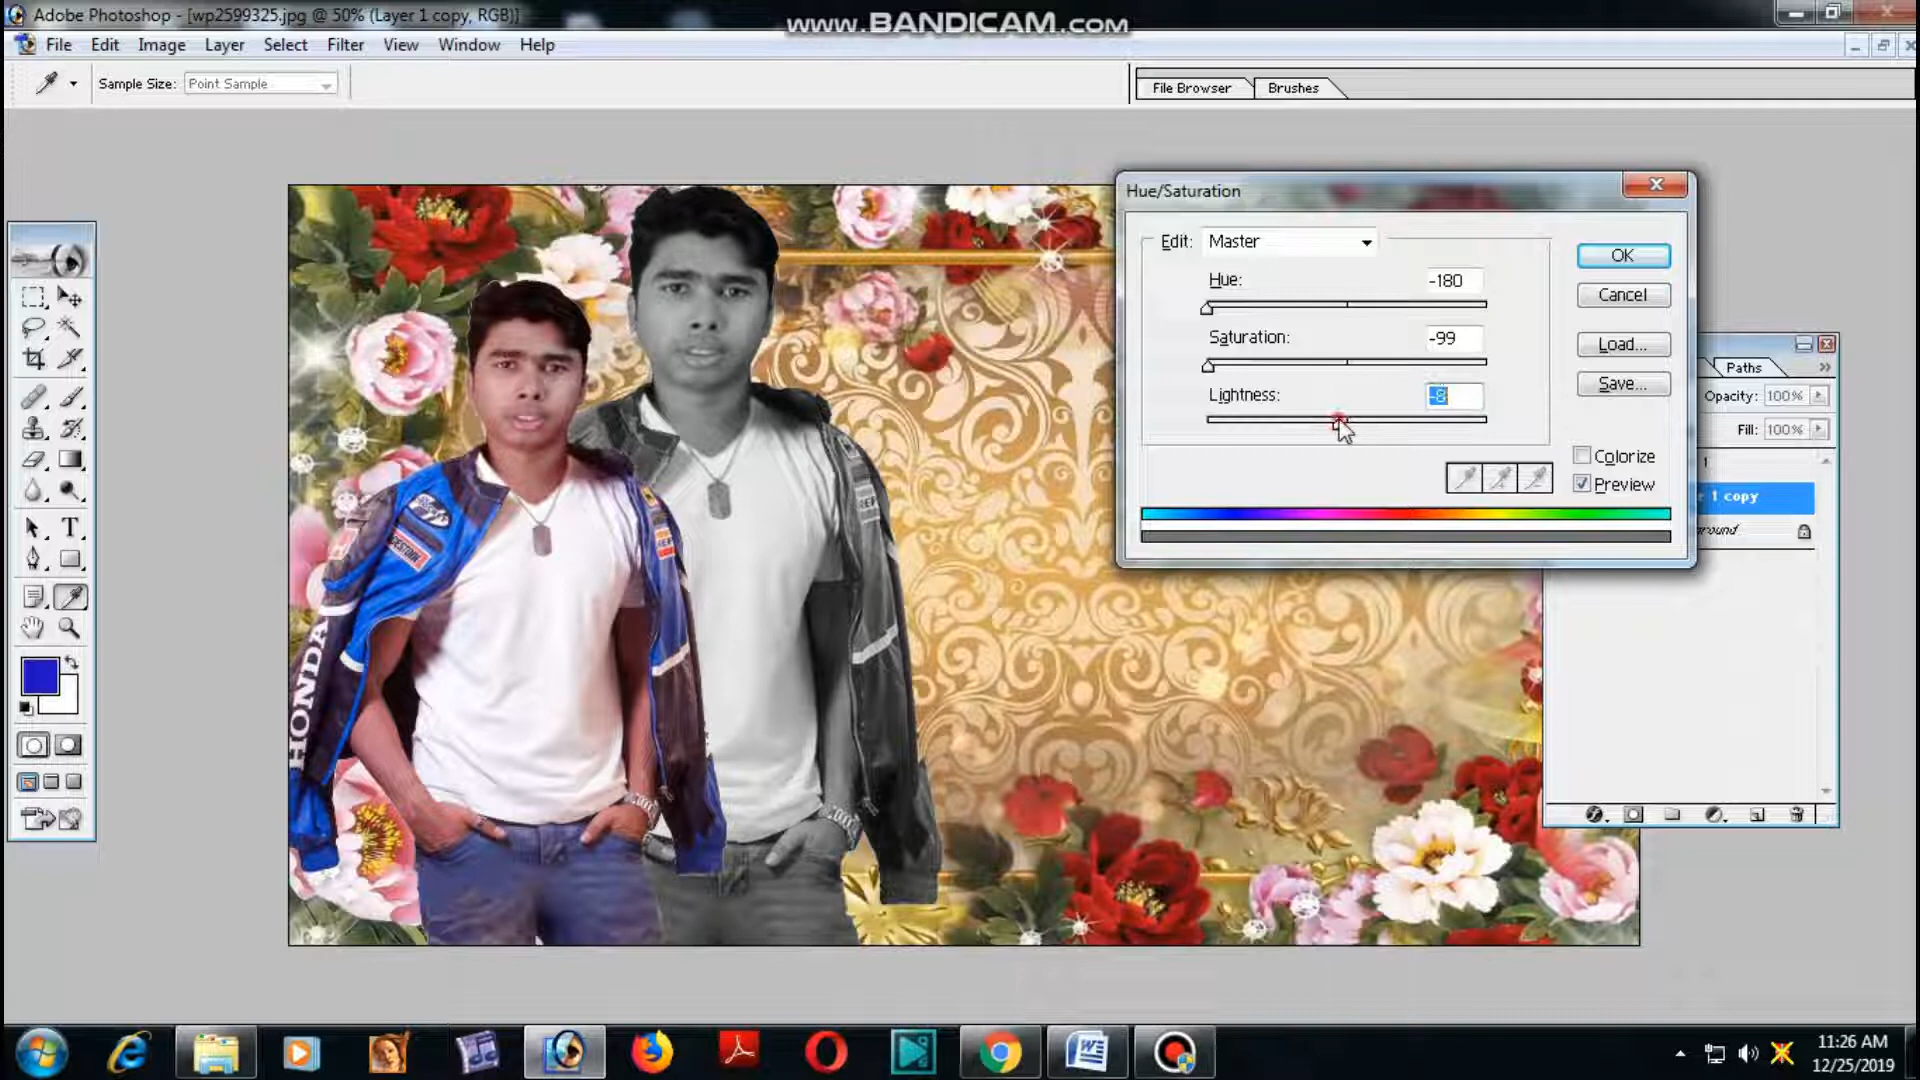 Adobe Photoshop - [wp2599325.jpg @ 50% (Layer 1 copy, RGB)]
www.BANDICAM.com
File Edit Image Layer Select Filter View Window Help
Sample Size: Point Sample
File Browser Brushes
Hue/Saturation
Edit: Master
OK
Hue: -180
Cancel
Saturation: -99
Load...
Paths
Save...
Lightness: -8
Opacity: 100%
Fill: 100%
Colorize
1
Preview
r 1 copy
round
HONDA
T
11:26 AM
12/25/2019